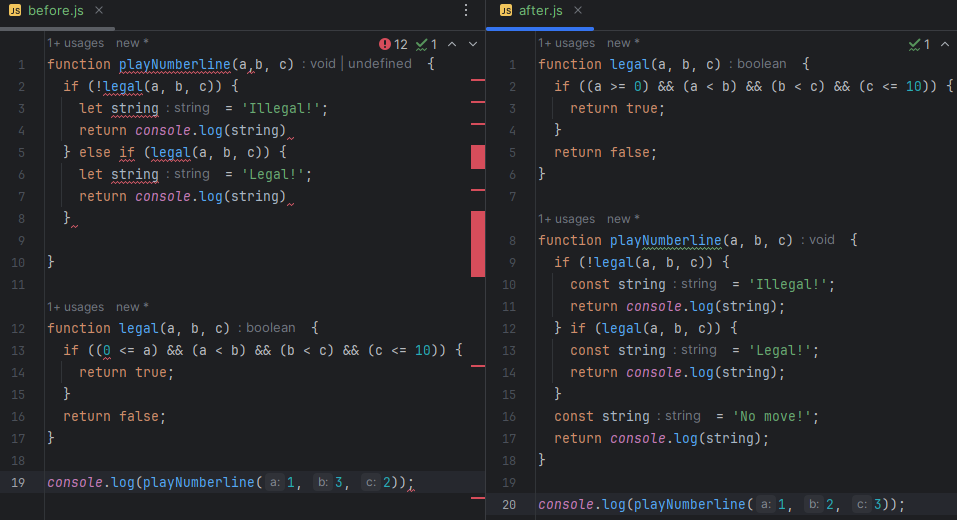 before.js
1+ usages new *
12 1
1 function playNumberline(a,b, c) : void | undefined {
2 if (!legal(a, b, c)) {
3 let string : string = 'Illegal!';
4 return console.log(string)
5 } else if (legal(a, b, c)) {
6 let string : string = 'Legal!';
7 return console.log(string)
8 }
9
10 }
11
1+ usages new *
12 function legal(a, b, c) : boolean {
13 if ((0 <= a) && (a < b) && (b < c) && (c <= 10)) {
14 return true;
15 }
16 return false;
17 }
18
19 console.log(playNumberline( a: 1, b: 3, c: 2));
after.js
1+ usages new *
1
1 function legal(a, b, c) : boolean {
2 if ((a >= 0) && (a < b) && (b < c) && (c <= 10)) {
3 return true;
4 }
5 return false;
6 }
7
1+ usages new *
8 function playNumberline(a, b, c) : void {
9 if (!legal(a, b, c)) {
10 const string : string = 'Illegal!';
11 return console.log(string);
12 } if (legal(a, b, c)) {
13 const string : string = 'Legal!';
14 return console.log(string);
15 }
16 const string : string = 'No move!';
17 return console.log(string);
18 }
19
20 console.log(playNumberline( a: 1, b: 2, c: 3));